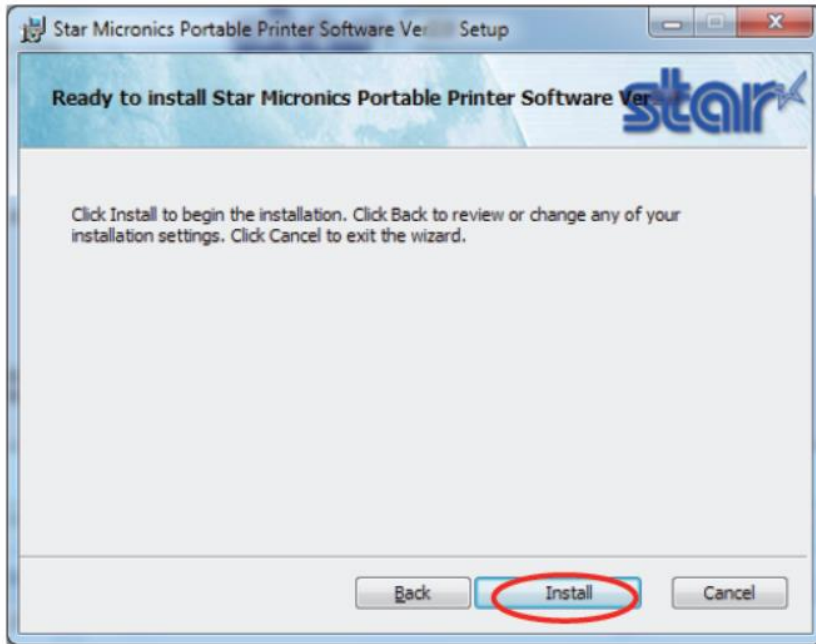 Star Micronics Portable Printer Software Ver Setup
Ready to install Star Micronics Portable Printer Software Ver
star
Click Install to begin the installation. Click Back to review or change any of your
installation settings. Click Cancel to exit the wizard.
Back
Install
Cancel